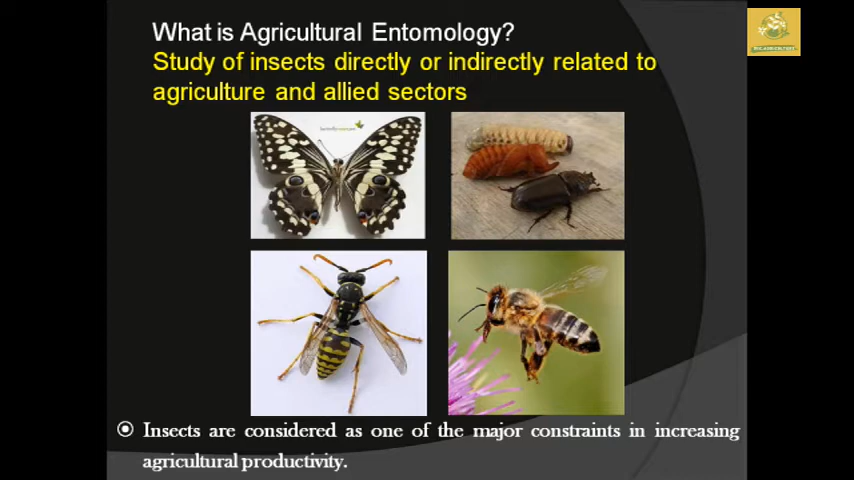 What is Agricultural Entomology?
Study of insects directly or indirectly related to
agriculture and allied sectors
Insects are considered as one of the major constraints in increasing
agricultural productivity.